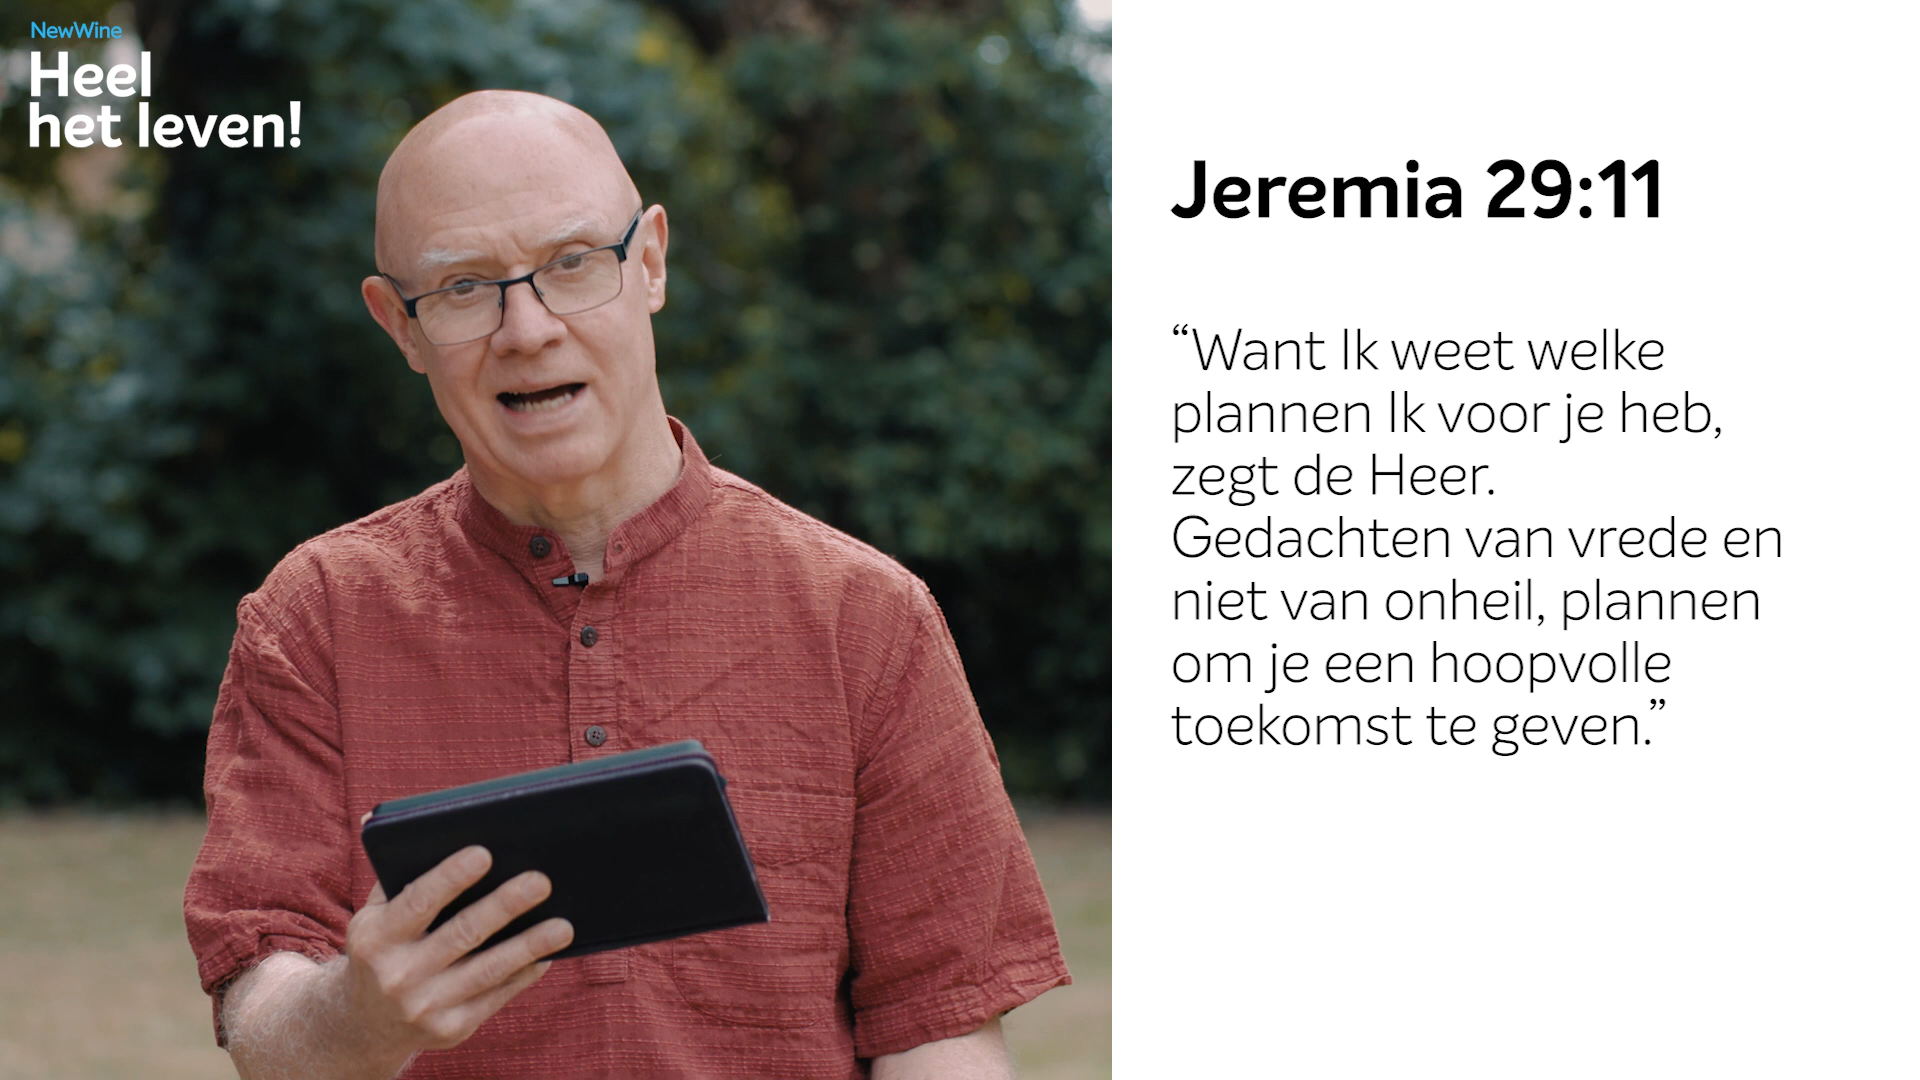 NewWine
Heel
het leven!
Jeremia 29:11
“Want Ik weet welke
plannen Ik voor je heb,
zegt de Heer.
Gedachten van vrede en
niet van onheil, plannen
om je een hoopvolle
toekomst te geven.”